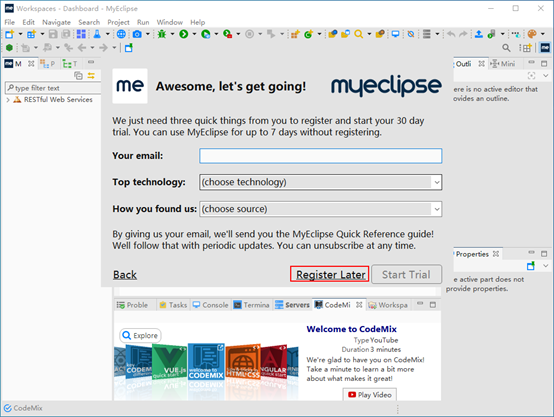 Workspaces - Dashboard - MyEclipse
Edit Navigate Search Project Run Window Help
type filter text
RESTful Web Services
me
Awesome, let's get going!
myeclipse
We just need three quick things from you to register and start your 30 day
trial. You can use MyEclipse for up to 7 days without registering.
Your email:
Top technology: (choose technology)
How you found us: (choose source)
By giving us your email, we'll send you the MyEclipse Quick Reference guide!
Well follow that with periodic updates. You can unsubscribe at any time.
Back Register Later Start Trial
Outli Mini
ere is no active editor that
ovides an outline.
Properties
e active part does not
provide properties.
Proble Tasks Console Termina Servers CodeMi Workspa
Explore
VUE.js
CODEMIX
HTML-CSS
Welcome to CodeMix
Type YouTube
Duration 3 minutes
We're glad to have you on CodeMix!
Take a minute to learn a bit more
about what makes it great!
Play Video
CodeMix